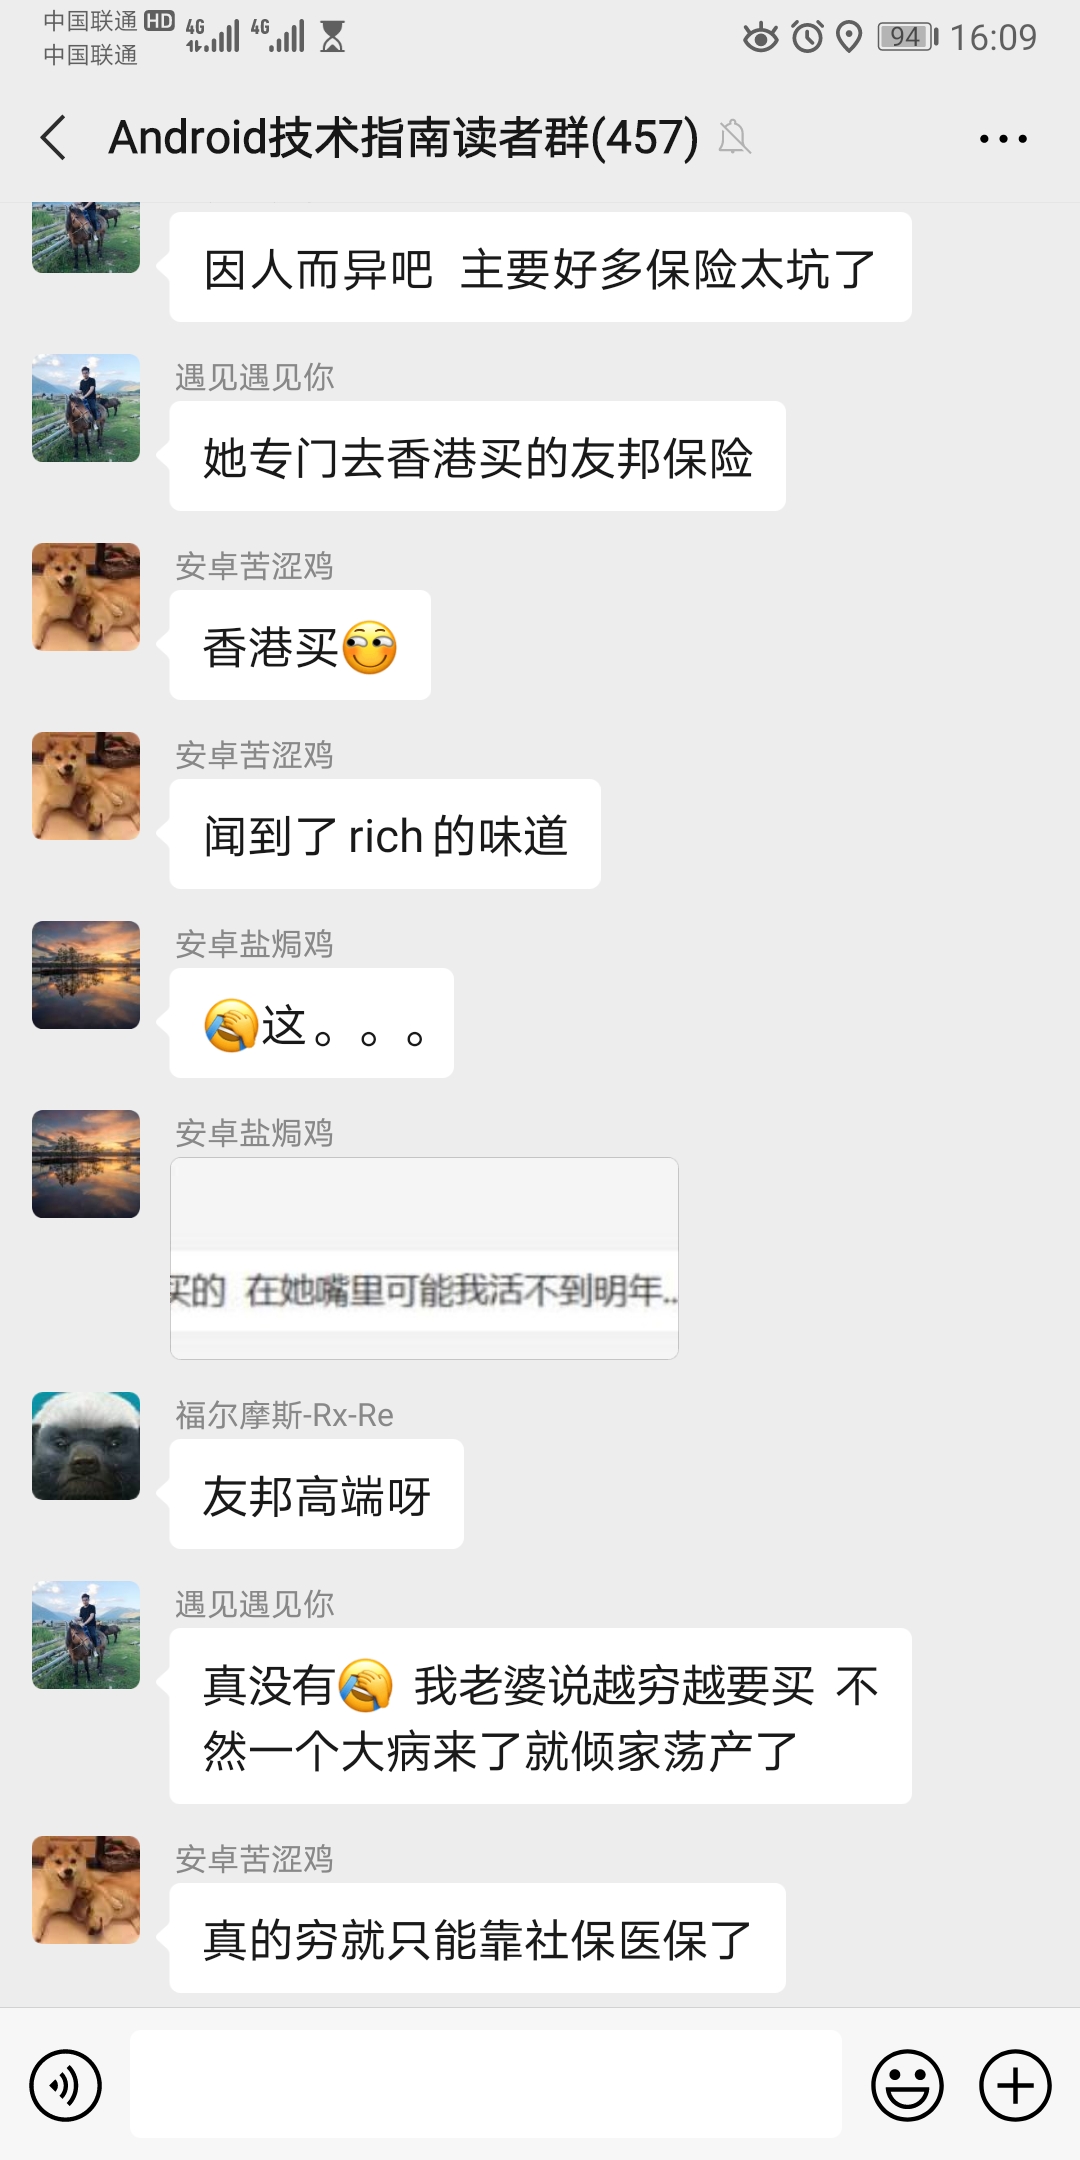 中国联通 HD 4G 4G 94 16:09
中国联通
Android技术指南读者群(457)
因人而异吧 主要好多保险太坑了
遇见遇见你
她专门去香港买的友邦保险
安卓苦涩鸡
香港买
安卓苦涩鸡
闻到了rich的味道
安卓盐焗鸡
这。。。
安卓盐焗鸡
买的 在她嘴里可能我活不到明年...
福尔摩斯-Rx-Re
友邦高端呀
遇见遇见你
真没有 我老婆说越穷越要买 不
然一个大病来了就倾家荡产了
安卓苦涩鸡
真的穷就只能靠社保医保了